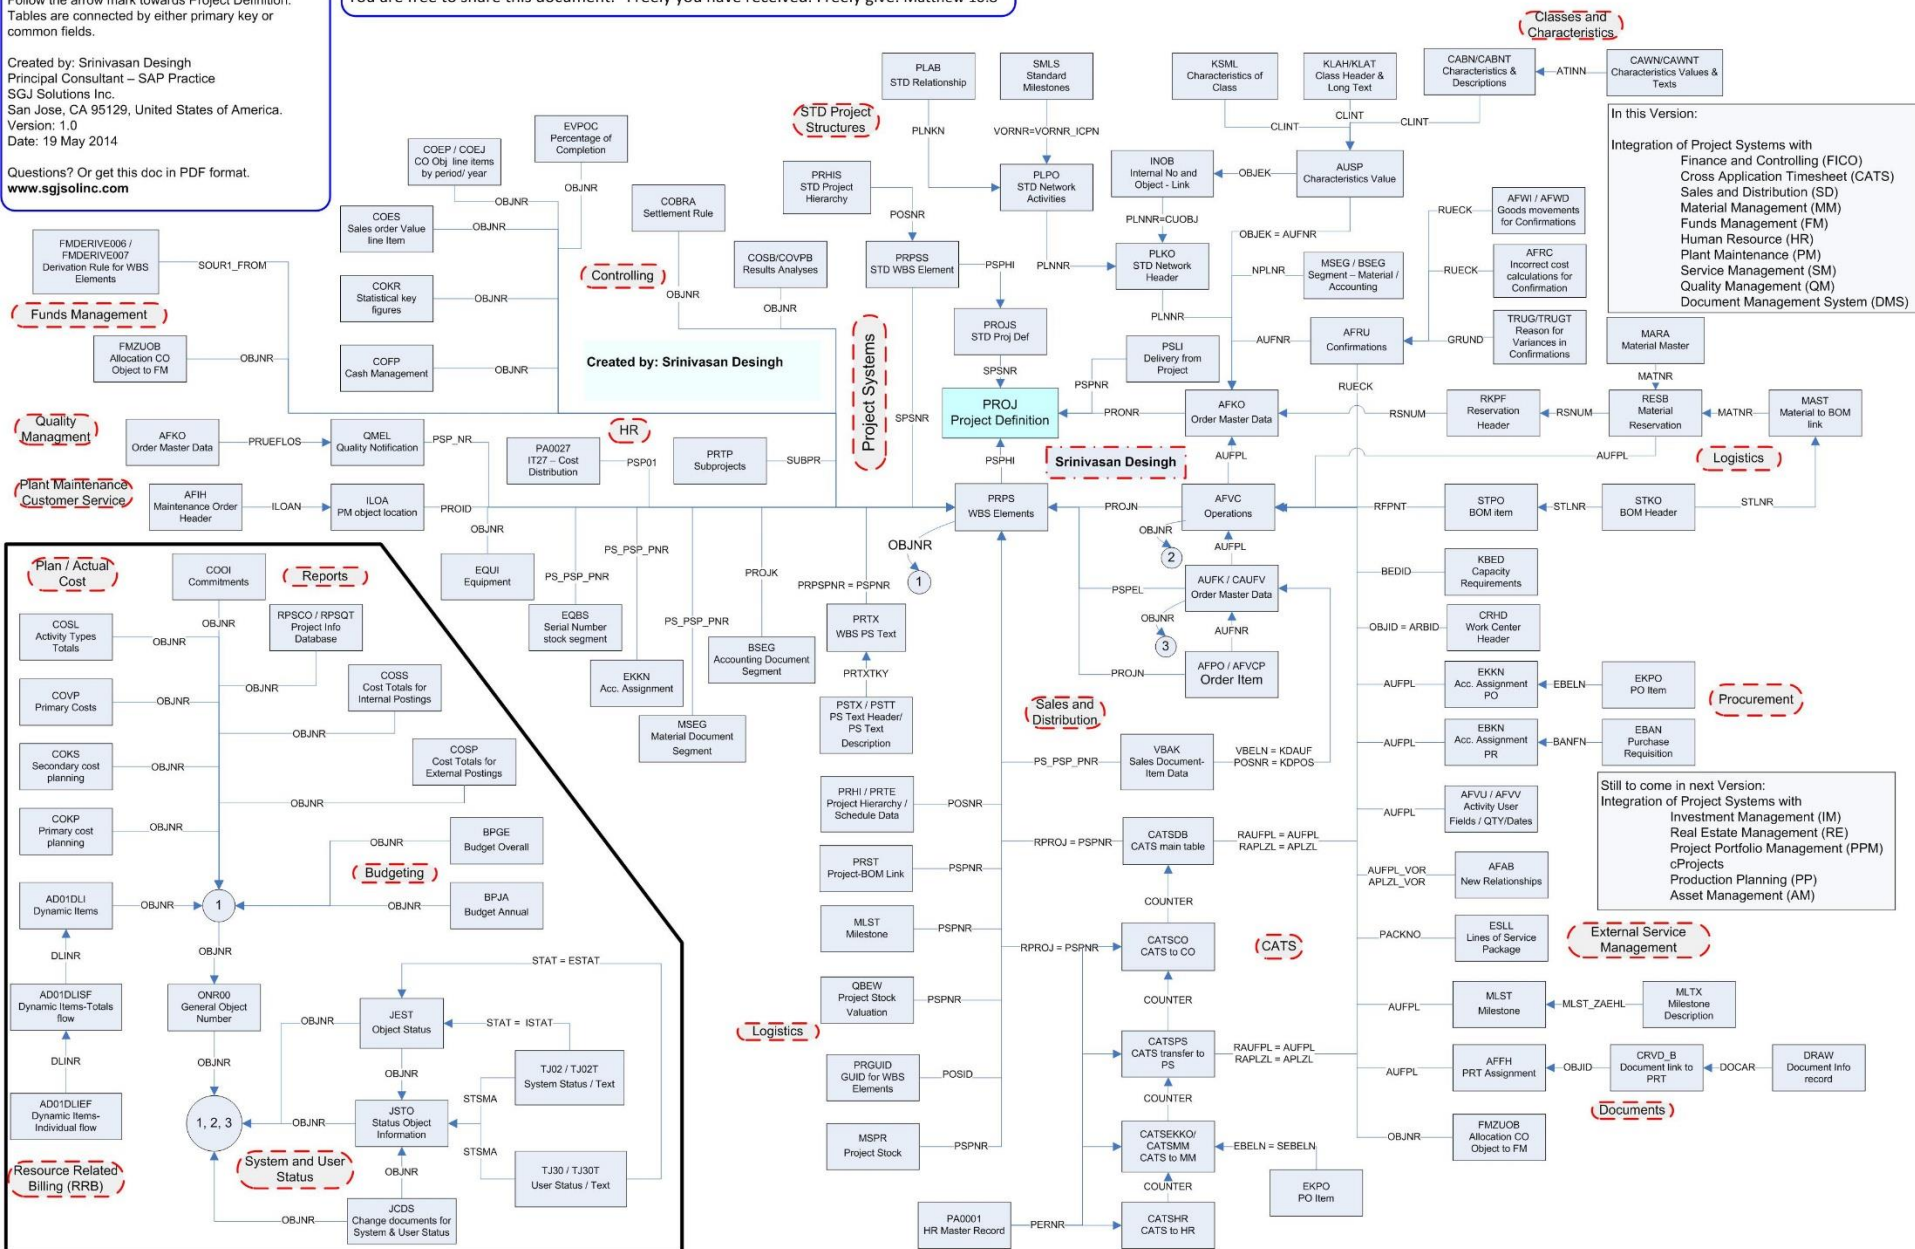 Follow the arrow mark towards Project Definition.
Tables are connected by either primary key or
common fields.
Created by: Srinivasan Desingh
Principal Consultant – SAP Practice
SGJ Solutions Inc.
San Jose, CA 95129, United States of America.
Version: 1.0
Date: 19 May 2014
Questions? Or get this doc in PDF format.
www.sgjsolinc.com
You are free to share this document. "Freely you have received. Freely give. Matthew 10:8
Classes and
Characteristics
PLAB
STD Relationship
SMLS
Standard
Milestones
KSML
Characteristics of
Class
KLAH/KLAT
Class Header &
Long Text
CABN/CABNT
Characteristics &
Descriptions
ATINN
CAWN/CAWNT
Characteristics Values &
Texts
STD Project
Structures
PLNKN
VORNR=VORNR_ICPN
CLINT
CLINT
CLINT
In this Version:
Integration of Project Systems with
Finance and Controlling (FICO)
Cross Application Timesheet (CATS)
Sales and Distribution (SD)
Material Management (MM)
Funds Management (FM)
Human Resource (HR)
Plant Maintenance (PM)
Service Management (SM)
Quality Management (QM)
Document Management System (DMS)
EVPOC
Percentage of
Completion
COEP / COEJ
CO Obj line items
by period/ year
OBJNR
OBJNR
PRHIS
STD Project
Hierarchy
PLPO
STD Network
Activities
INOB
Internal No and
Object - Link
OBJEK
AUSP
Characteristics Value
COBRA
Settlement Rule
COES
Sales order Value
line Item
OBJNR
POSNR
PLNNR=CUOBJ
OBJEK = AUFNR
RUECK
AFWI / AFWD
Goods movements
for Confirmations
FMDERIVE006 /
FMDERIVE007
Derivation Rule for WBS
Elements
SOUR1_FROM
Controlling
COSB/COVPB
Results Analyses
PRPSS
STD WBS Element
PSPHI
PLNNR
PLKO
STD Network
Header
NPLNR
MSEG / BSEG
Segment – Material /
Accounting
RUECK
AFRC
Incorrect cost
calculations for
Confirmation
Funds Management
COKR
Statistical key
figures
OBJNR
OBJNR
OBJNR
PROJS
STD Proj Def
PLNNR
AUFNR
AFRU
Confirmations
GRUND
TRUG/TRUGT
Reason for
Variances in
Confirmations
MARA
Material Master
FMZUOB
Allocation CO
Object to FM
OBJNR
COFP
Cash Management
OBJNR
Created by: Srinivasan Desingh
Project Systems
SPSNR
PSLI
Delivery from
Project
PSPNR
RUECK
MATNR
SPSNR
PROJ
Project Definition
PRONR
AFKO
Order Master Data
RSNUM
RKPF
Reservation
Header
RSNUM
RESB
Material
Reservation
MATNR
MAST
Material to BOM
link
Quality
Managment
AFKO
Order Master Data
PRUEFLOS
QMEL
Quality Notification
PSP_NR
HR
PA0027
IT27 – Cost
Distribution
PSP01
PRTP
Subprojects
SUBPR
PSPHI
Srinivasan Desingh
AUFPL
AUFPL
Logistics
Plant Maintenance
Customer Service
AFIH
Maintenance Order
Header
ILOAN
ILOA
PM object location
PROID
PRPS
WBS Elements
PROJN
AFVC
Operations
RFPNT
STPO
BOM item
STLNR
STKO
BOM Header
STLNR
OBJNR
OBJNR
1
OBJNR
2
AUFPL
PS_PSP_PNR
EQUI
Equipment
PS_PSP_PNR
PROJK
PRPSPNR = PSPNR
PSPEL
AUFK / CAUFV
Order Master Data
BEDID
KBED
Capacity
Requirements
EQBS
Serial Number
stock segment
PS_PSP_PNR
PRTX
WBS PS Text
OBJNR
3
AUFNR
OBJID = ARBID
CRHD
Work Center
Header
BSEG
Accounting Document
Segment
PRTXTKY
PROJN
AFPO / AFVCP
Order Item
EKKN
Acc. Assignment
AUFPL
EKKN
Acc. Assignment
PO
EBELN
EKPO
PO Item
Procurement
MSEG
Material Document
Segment
PSTX / PSTT
PS Text Header/
PS Text
Description
Sales and
Distribution
AUFPL
EBKN
Acc. Assignment
PR
BANFN
EBAN
Purchase
Requisition
PS_PSP_PNR
VBAK
Sales Document-
Item Data
VBELN = KDAUF
POSNR = KDPOS
Still to come in next Version:
Integration of Project Systems with
Investment Management (IM)
Real Estate Management (RE)
Project Portfolio Management (PPM)
cProjects
Production Planning (PP)
Asset Management (AM)
PRHI / PRTE
Project Hierarchy /
Schedule Data
POSNR
AUFPL
AFVU / AFVV
Activity User
Fields / QTY/Dates
RPROJ = PSPNR
CATSDB
CATS main table
RAUFPL = AUFPL
RAPLZL = APLZL
PRST
Project-BOM Link
PSPNR
AUFPL_VOR
APLZL_VOR
AFAB
New Relationships
COUNTER
MLST
Milestone
PSPNR
RPROJ = PSPNR
CATSCO
CATS to CO
CATS
PACKNO
ESLL
Lines of Service
Package
External Service
Management
QBEW
Project Stock
Valuation
PSPNR
COUNTER
AUFPL
MLST
Milestone
MLST_ZAEHL
MLTX
Milestone
Description
Logistics
PRGUID
GUID for WBS
Elements
POSID
CATSPS
CATS transfer to
PS
RAUFPL = AUFPL
RAPLZL = APLZL
AUFPL
AFFH
PRT Assignment
OBJID
CRVD_B
Document link to
PRT
DOCAR
DRAW
Document Info
record
COUNTER
Documents
MSPR
Project Stock
PSPNR
CATSEKKO/
CATSMM
CATS to MM
EBELN = SEBELN
OBJNR
FMZUOB
Allocation CO
Object to FM
COUNTER
EKPO
PO Item
PA0001
HR Master Record
PERNR
CATSHR
CATS to HR
Plan / Actual
Cost
COOI
Commitments
Reports
OBJNR
COSL
Activity Types
Totals
OBJNR
RPSCO / RPSQT
Project Info
Database
OBJNR
COVP
Primary Costs
OBJNR
COSS
Cost Totals for
Internal Postings
OBJNR
COKS
Secondary cost
planning
OBJNR
COSP
Cost Totals for
External Postings
OBJNR
COKP
Primary cost
planning
OBJNR
OBJNR
BPGE
Budget Overall
Budgeting
AD01DLI
Dynamic Items
OBJNR
1
OBJNR
BPJA
Budget Annual
DLINR
OBJNR
STAT = ESTAT
AD01DLISF
Dynamic Items-Totals
flow
ONR00
General Object
Number
OBJNR
JEST
Object Status
STAT = ISTAT
DLINR
OBJNR
OBJNR
TJ02 / TJ02T
System Status / Text
AD01DLIEF
Dynamic Items-
Individual flow
1, 2, 3
OBJNR
JSTO
Status Object
Information
STSMA
STSMA
Resource Related
Billing (RRB)
System and User
Status
OBJNR
TJ30 / TJ30T
User Status / Text
OBJNR
JCDS
Change documents for
System & User Status